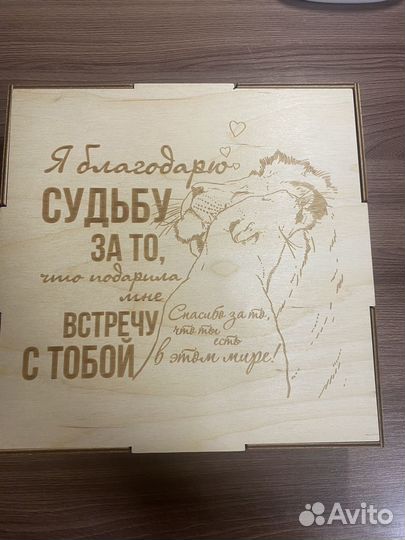 Я благодарю
СУДЬБУ
ЗА ТО,
что подарила
мне
ВСТРЕЧУ
С ТОБОЙ
Спасибо за то,
что ты
есть
в этом мире!
Avito